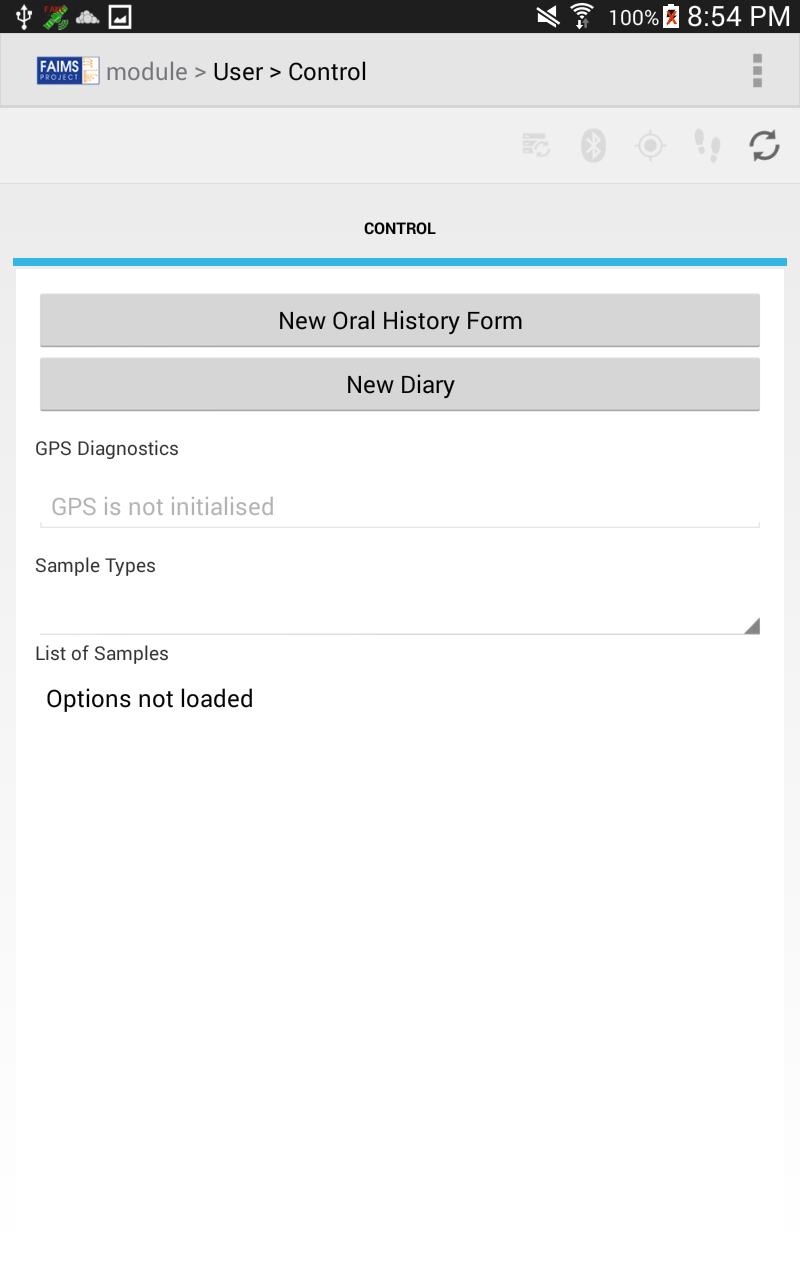 FAIMS
100% 8:54 PM
FAIMS
PROJECT
module > User > Control
CONTROL
New Oral History Form
New Diary
GPS Diagnostics
GPS is not initialised
Sample Types
List of Samples
Options not loaded